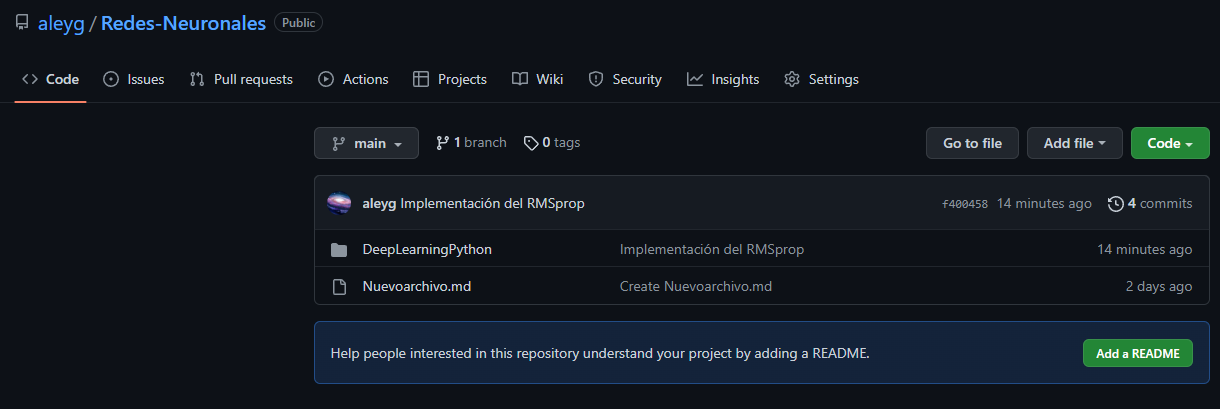 aleyg / Redes-Neuronales Public
Code Issues Pull requests Actions Projects Wiki Security Insights Settings
main 1 branch 0 tags Go to file Add file Code
aleyg Implementación del RMSprop f400458 14 minutes ago 4 commits
DeepLearningPython Implementación del RMSprop 14 minutes ago
Nuevoarchivo.md Create Nuevoarchivo.md 2 days ago
Help people interested in this repository understand your project by adding a README. Add a README